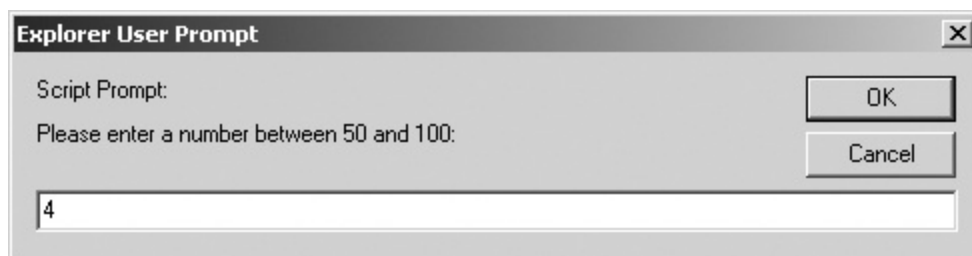 Explorer User Prompt
Script Prompt:
OK
Please enter a number between 50 and 100:
Cancel
4